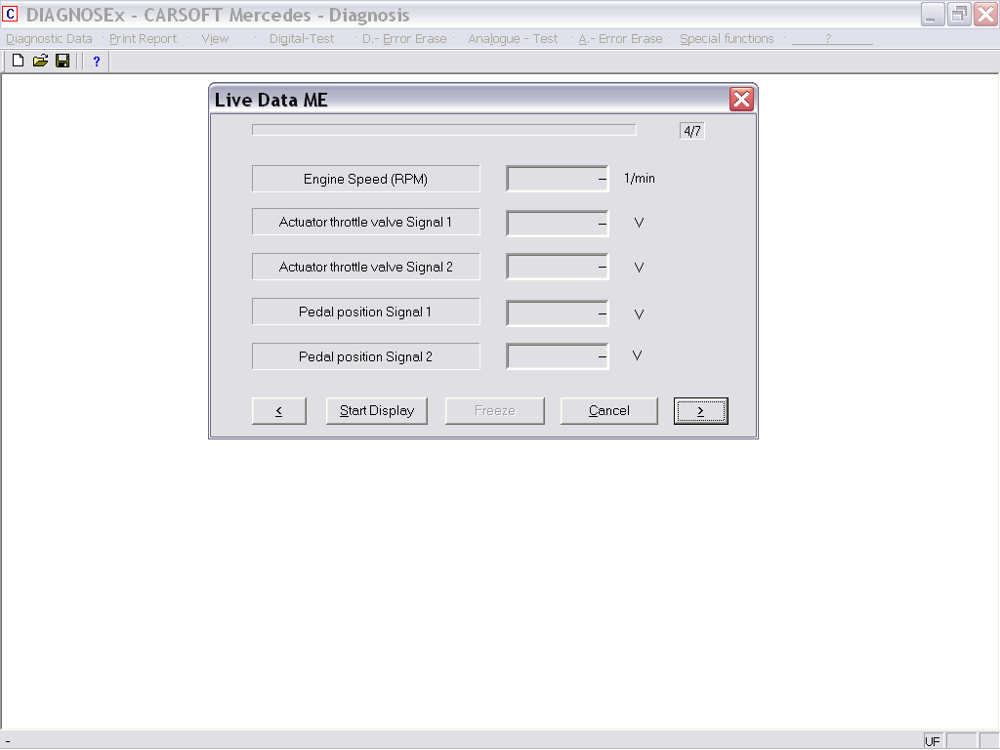 C DIAGNOSEx - CARSOFT Mercedes - Diagnosis
Diagnostic Data - Print Report - View - Digital-Test - D.- Error Erase - Analogue - Test - A.- Error Erase - Special functions - ______?______
?
Live Data ME
4/7
Engine Speed (RPM) – 1/min
Actuator throttle valve Signal 1 – V
Actuator throttle valve Signal 2 – V
Pedal position Signal 1 – V
Pedal position Signal 2 – V
< Start Display Freeze Cancel >
- UF